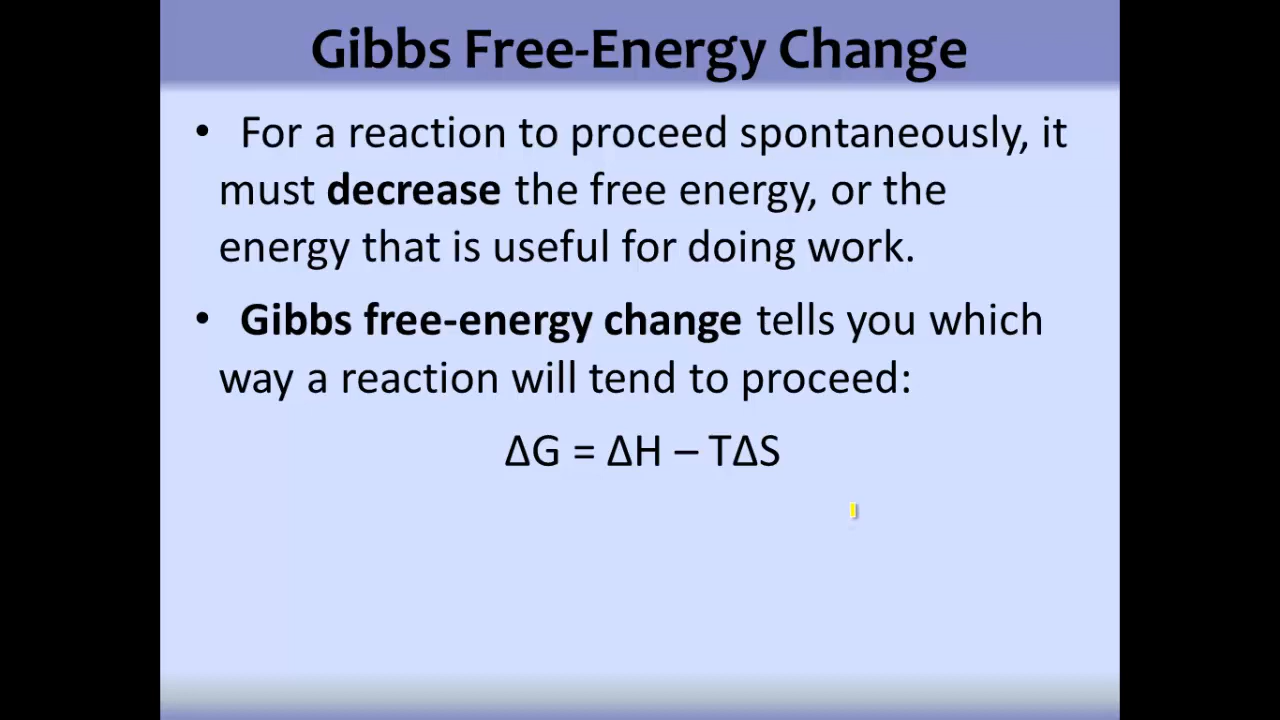 Gibbs Free-Energy Change
• For a reaction to proceed spontaneously, it
must decrease the free energy, or the
energy that is useful for doing work.
• Gibbs free-energy change tells you which
way a reaction will tend to proceed:
ΔG = ΔH – TΔS